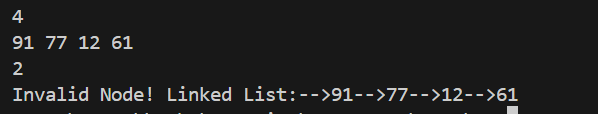 4
91 77 12 61
2
Invalid Node! Linked List:-->91-->77-->12-->61